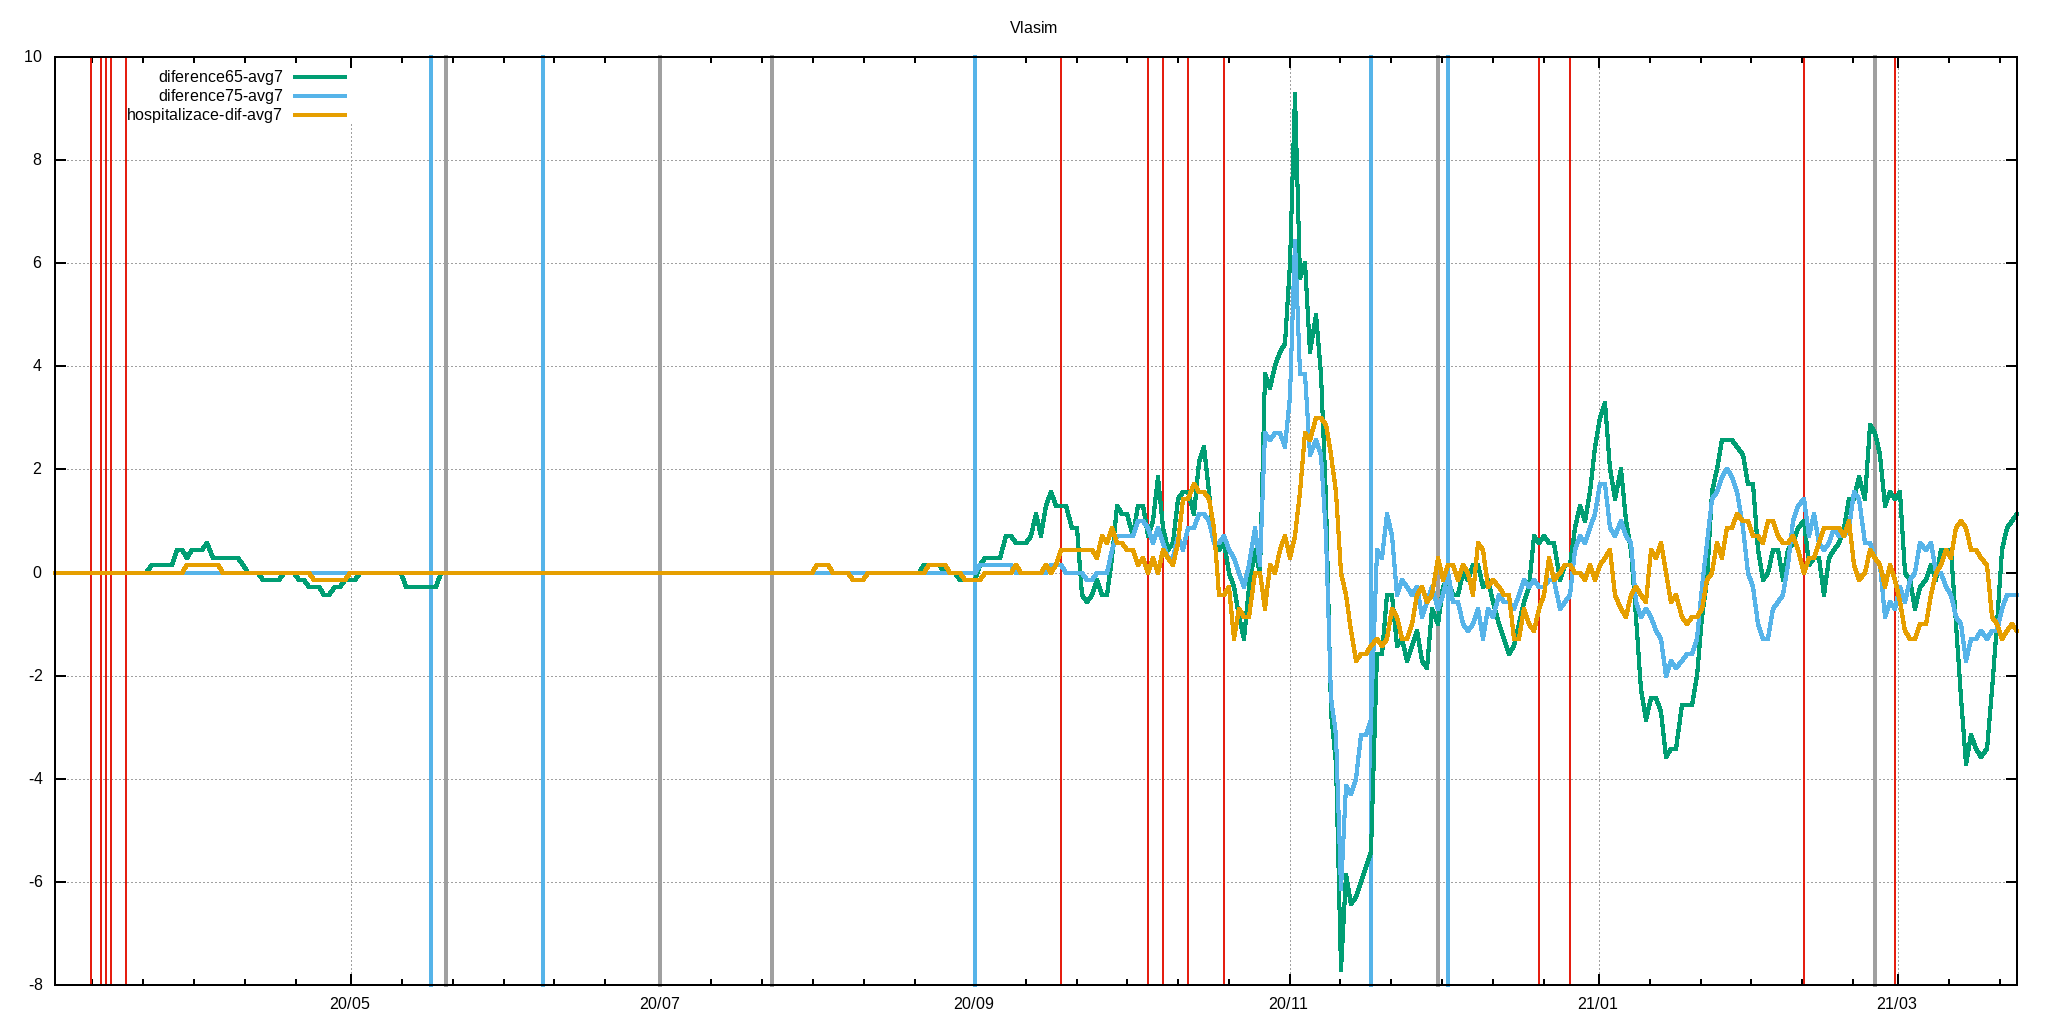 Vlasim
10
diference65-avg7
diference75-avg7
hospitalizace-dif-avg7
8
6
4
2
0
-2
-4
-6
-8
20/05 20/07 20/09 20/11 21/01 21/03